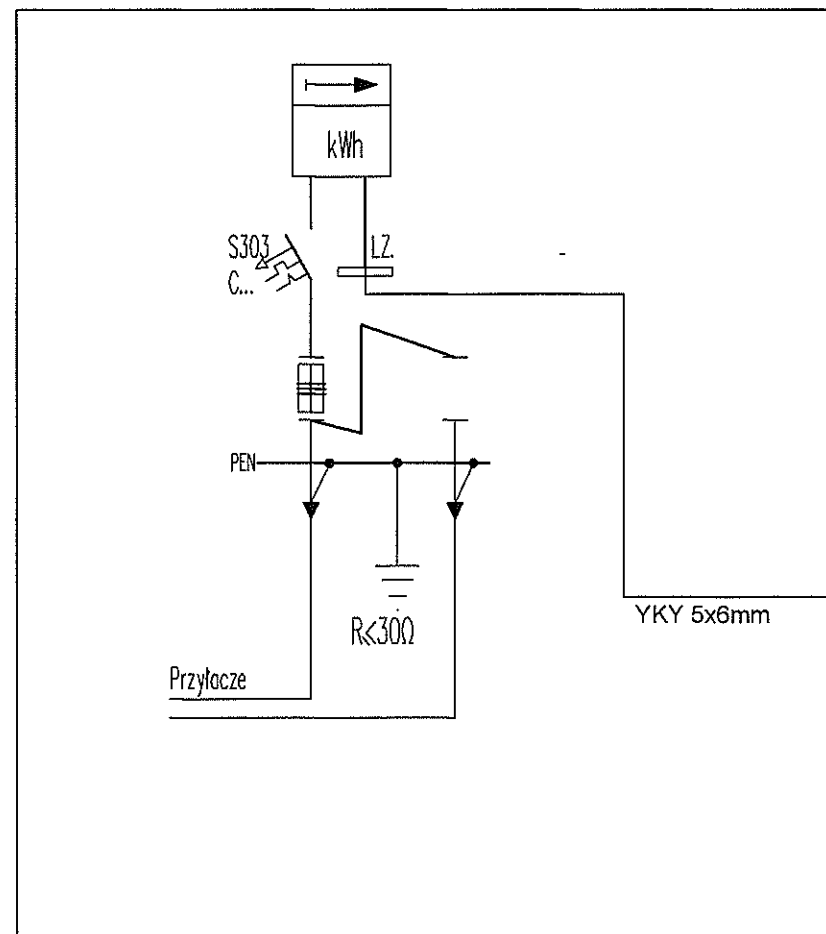 kWh
S303
C...
LZ.
PEN
R≤30Ω
YKY 5x6mm
Przyłacze